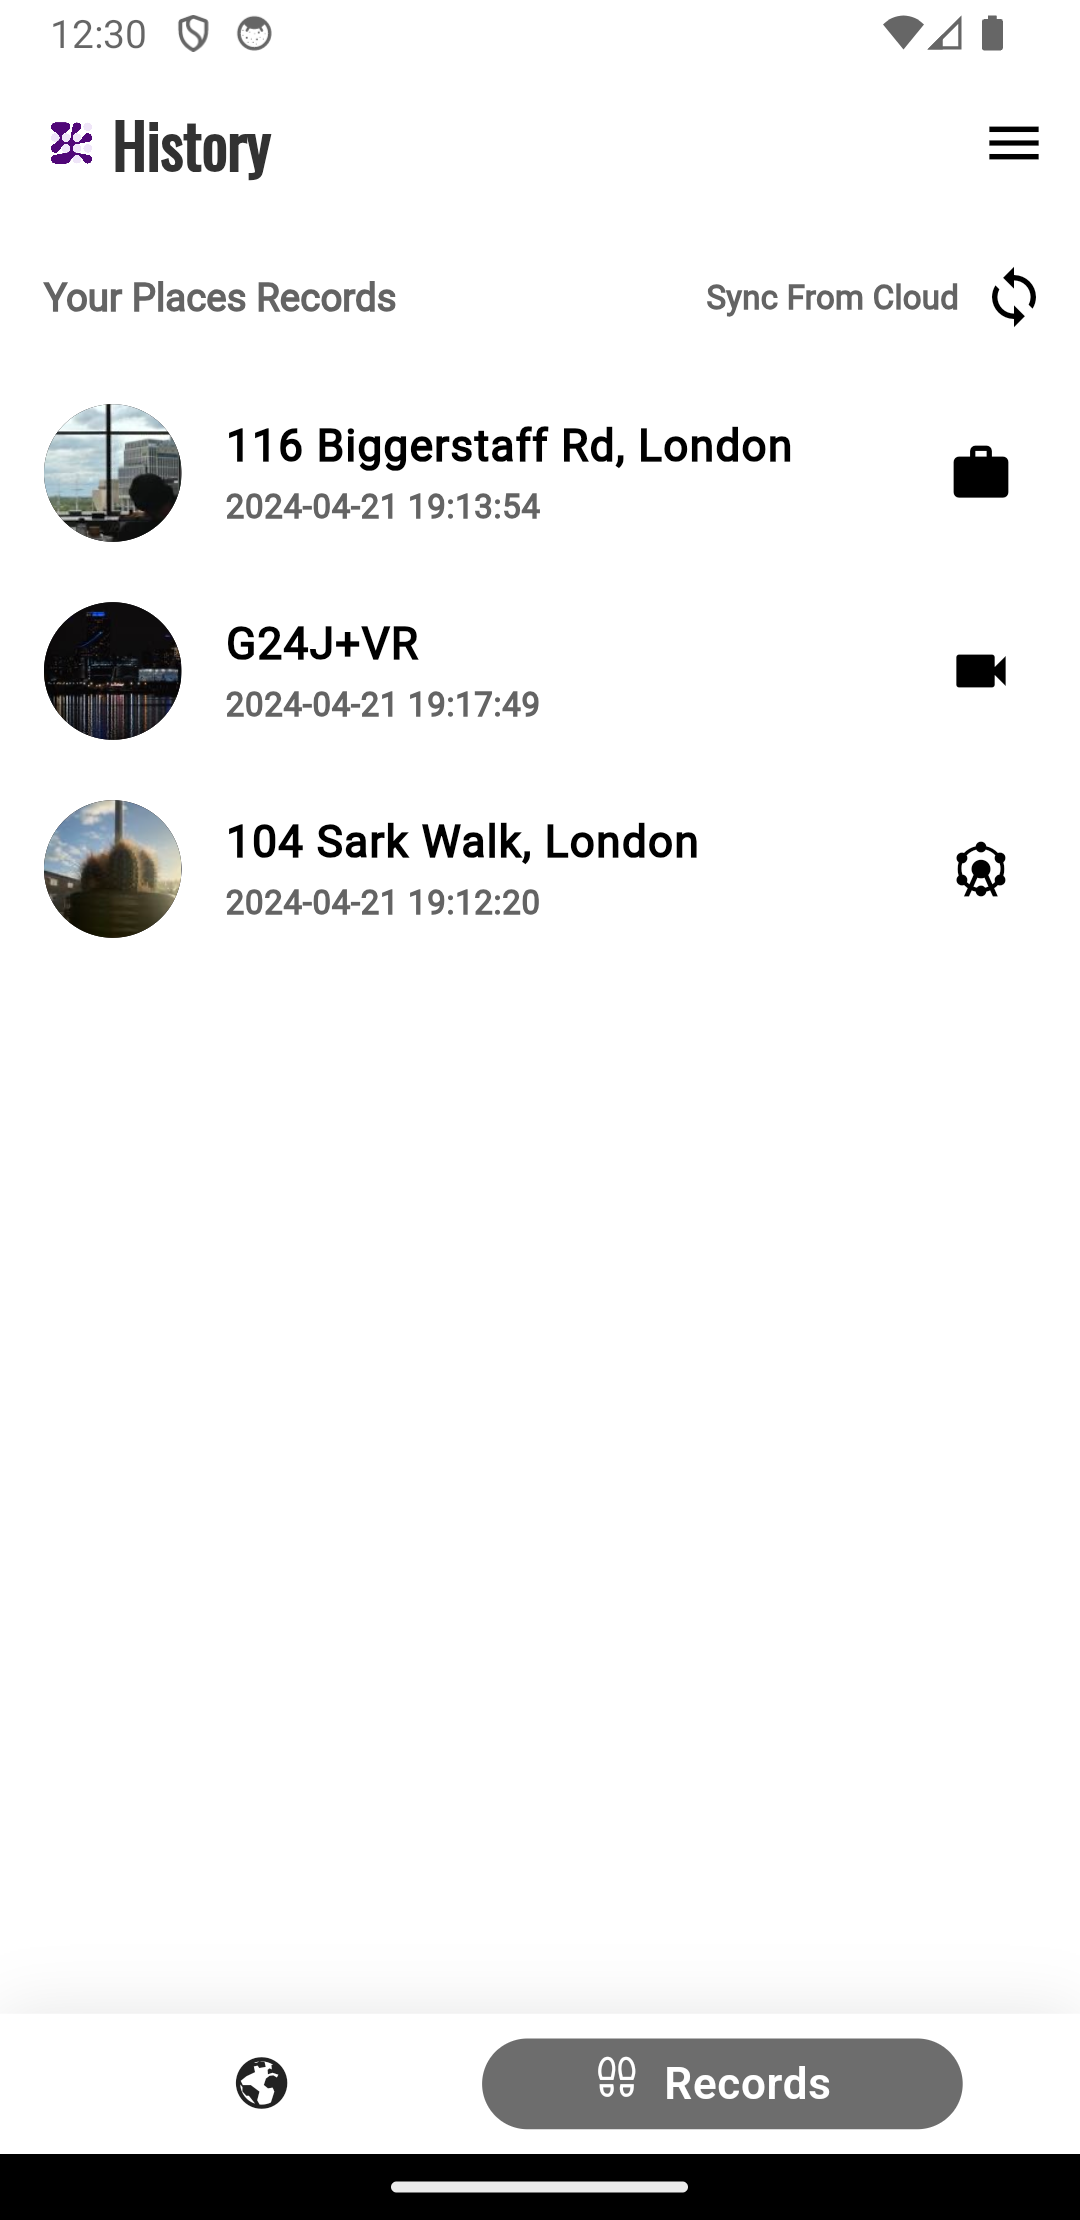 12:30
History
Your Places Records
Sync From Cloud
116 Biggerstaff Rd, London
2024-04-21 19:13:54
G24J+VR
2024-04-21 19:17:49
104 Sark Walk, London
2024-04-21 19:12:20
Records